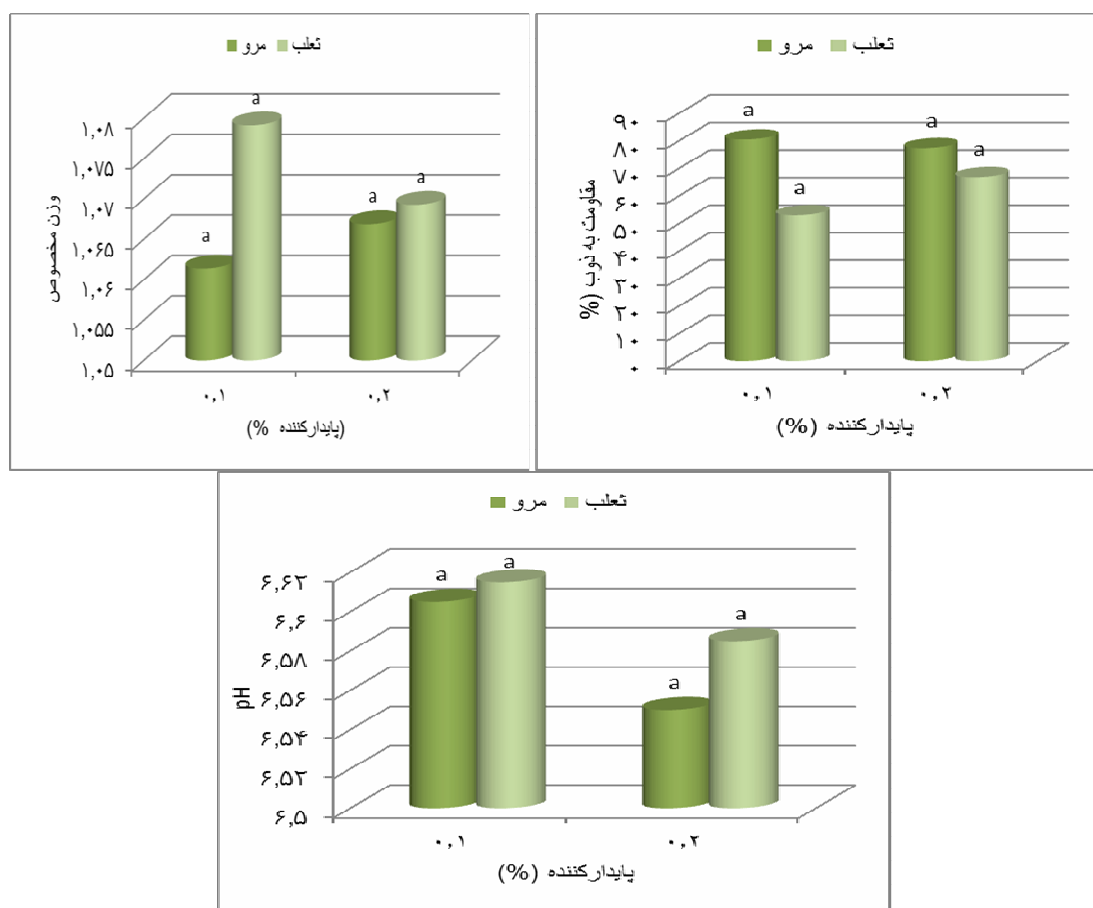 مرو ثعلب
a
a a
a
۱,۰۸
۱,۰۷۵
۱,۰۷
۱,۰۶۵
۱,۰۶
۱,۰۵۵
۱,۰۵
وزن مخصوص
۰,۱ ۰,۲
(پایدارکننده %)
مرو ثعلب
a a
a
a
۹۰
۸۰
۷۰
۶۰
۵۰
۴۰
۳۰
۲۰
۱۰
۰
مقاومت به ذوب (%
۰,۱ ۰,۲
پایدارکننده (%)
مرو ثعلب
a a
a
a
۶,۶۲
۶,۶
۶,۵۸
۶,۵۶
۶,۵۴
۶,۵۲
۶,۵
pH
۰,۱ ۰,۲
پایدارکننده (%)